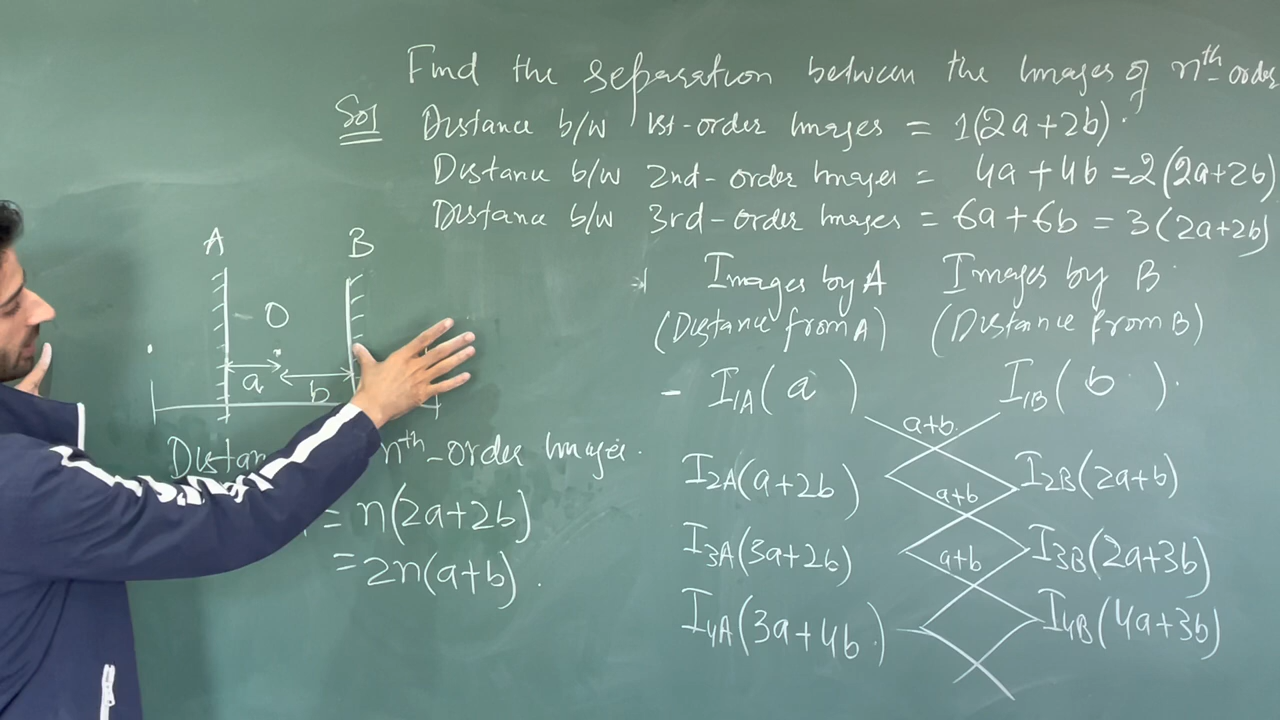 Find the separation between the Images of nth-order
Sol Distance b/w 1st-order Images = 1(2a+2b).
Distance b/w 2nd-order Images = 4a+4b = 2(2a+2b)
Distance b/w 3rd-order Images = 6a+6b = 3(2a+2b)
A B
Images by A Images by B
(Distance from A) (Distance from B)
O
a b
- I1A(a) I1B(b).
a+b
nth-order Images.
I2A(a+2b) I2B(2a+b)
a+b
= n(2a+2b)
I3A(3a+2b) a+b I3B(2a+3b)
= 2n(a+b).
I4A(3a+4b) I4B(4a+3b)